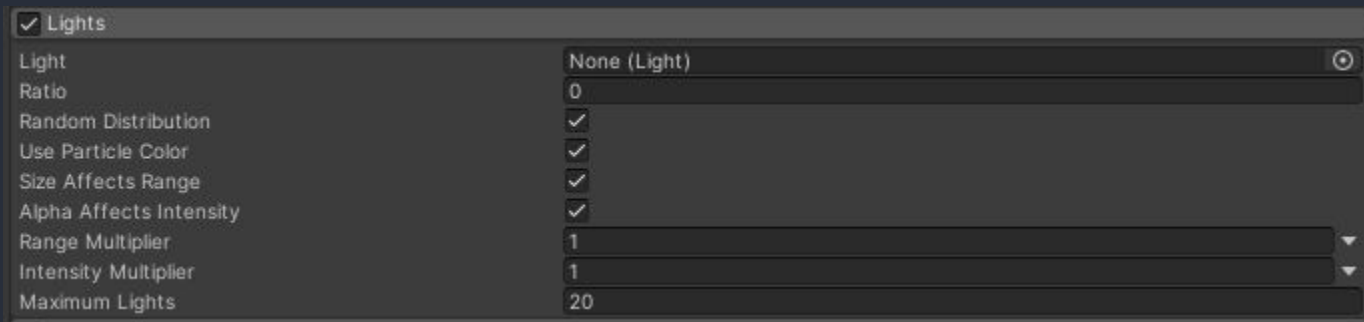 Lights
Light None (Light)
Ratio 0
Random Distribution
Use Particle Color
Size Affects Range
Alpha Affects Intensity
Range Multiplier 1
Intensity Multiplier 1
Maximum Lights 20